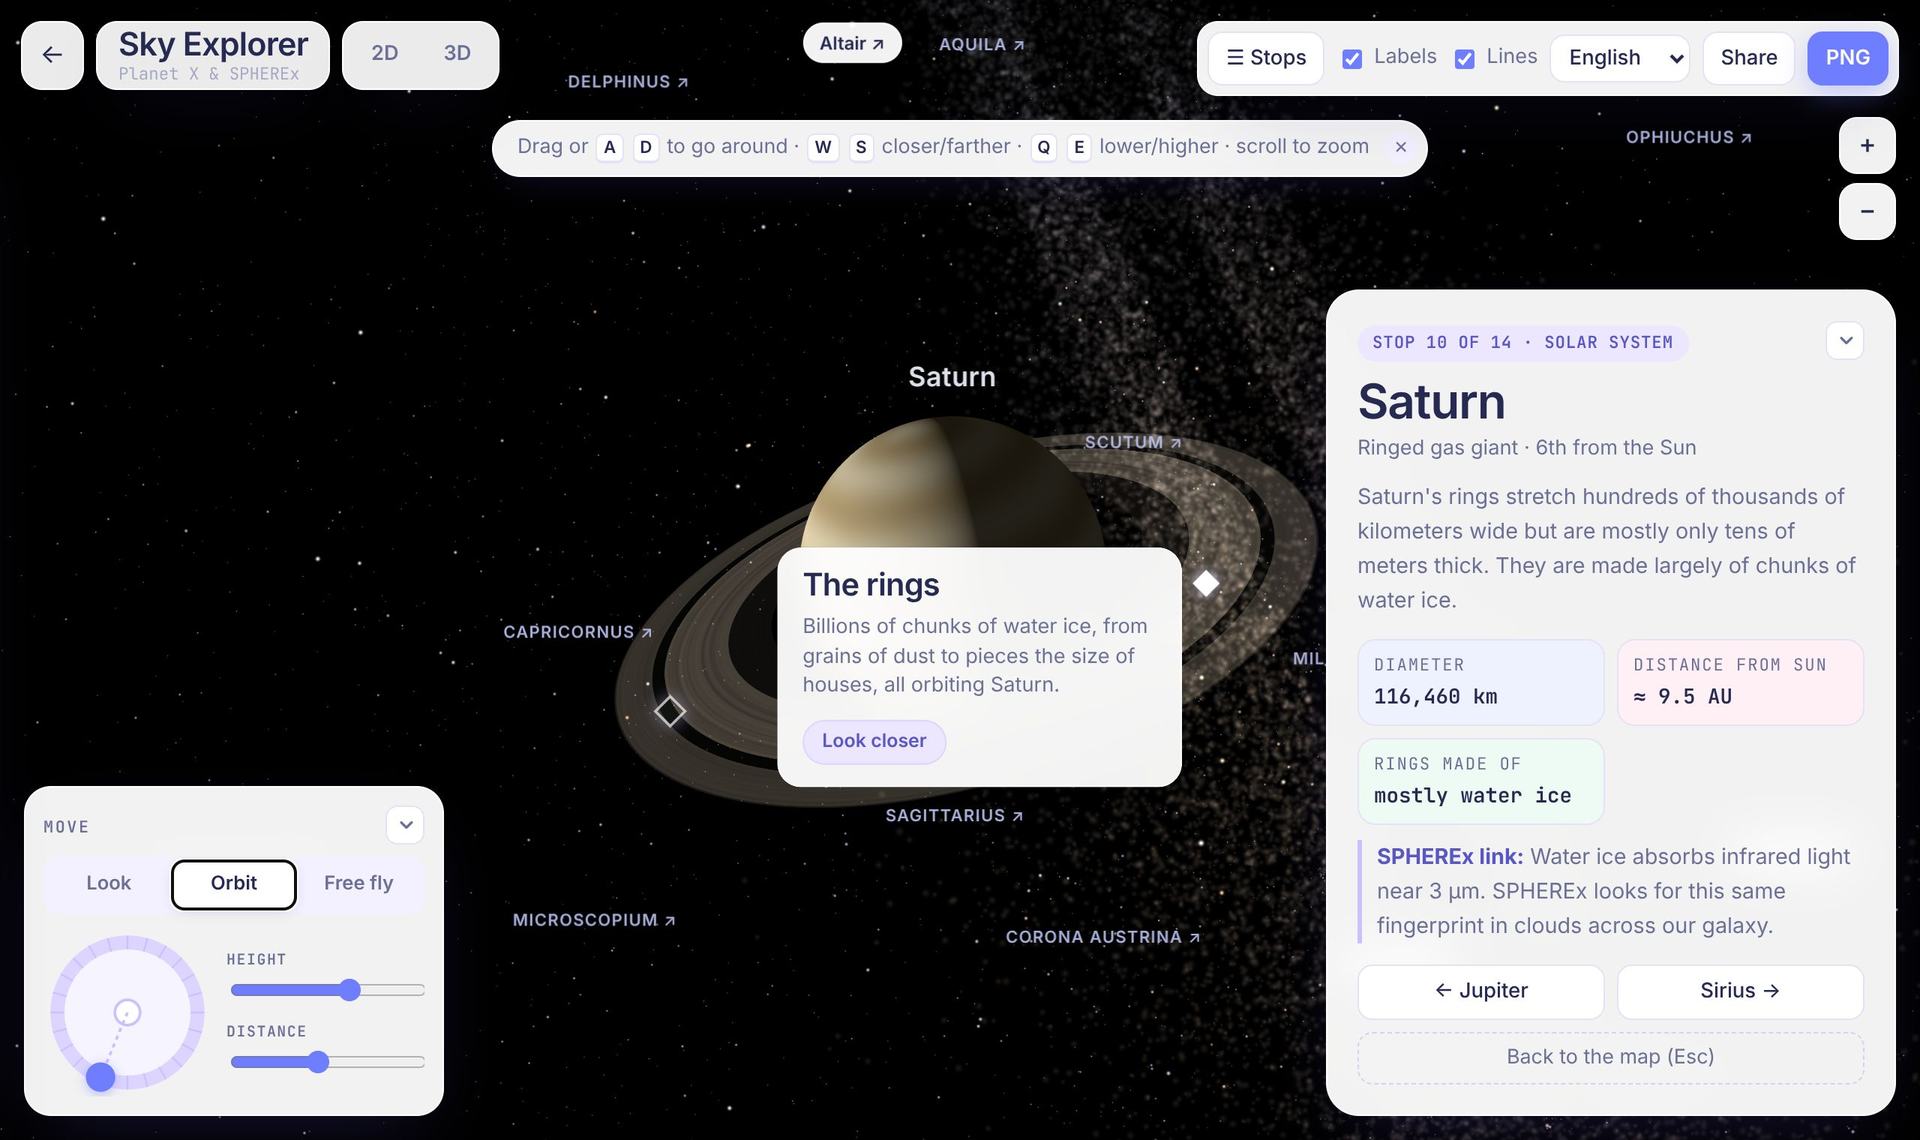 ←
Sky Explorer
Planet X & SPHEREx
2D
3D
Altair ↗
AQUILA ↗
☰ Stops
Labels
Lines
English
Share
PNG
DELPHINUS ↗
Drag or A D to go around · W S closer/farther · Q E lower/higher · scroll to zoom ×
OPHIUCHUS ↗
+
−
Saturn
SCUTUM ↗
CAPRICORNUS ↗
The rings
Billions of chunks of water ice, from
grains of dust to pieces the size of
houses, all orbiting Saturn.
Look closer
SAGITTARIUS ↗
MICROSCOPIUM ↗
CORONA AUSTRINA ↗
MIL
STOP 10 OF 14 · SOLAR SYSTEM
Saturn
Ringed gas giant · 6th from the Sun
Saturn's rings stretch hundreds of thousands of
kilometers wide but are mostly only tens of
meters thick. They are made largely of chunks of
water ice.
DIAMETER
116,460 km
DISTANCE FROM SUN
≈ 9.5 AU
RINGS MADE OF
mostly water ice
SPHEREx link: Water ice absorbs infrared light
near 3 μm. SPHEREx looks for this same
fingerprint in clouds across our galaxy.
← Jupiter
Sirius →
Back to the map (Esc)
MOVE
Look
Orbit
Free fly
HEIGHT
DISTANCE